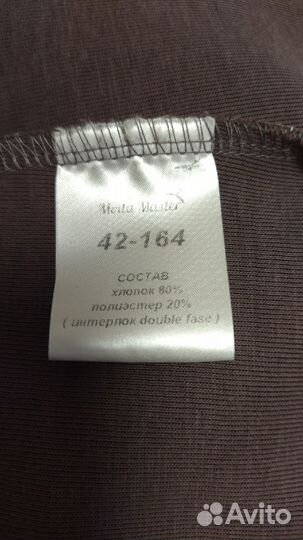 Moda Master
42-164
СОСТАВ
хлопок 80%
полиэстер 20%
( интерлок double fase )
Avito